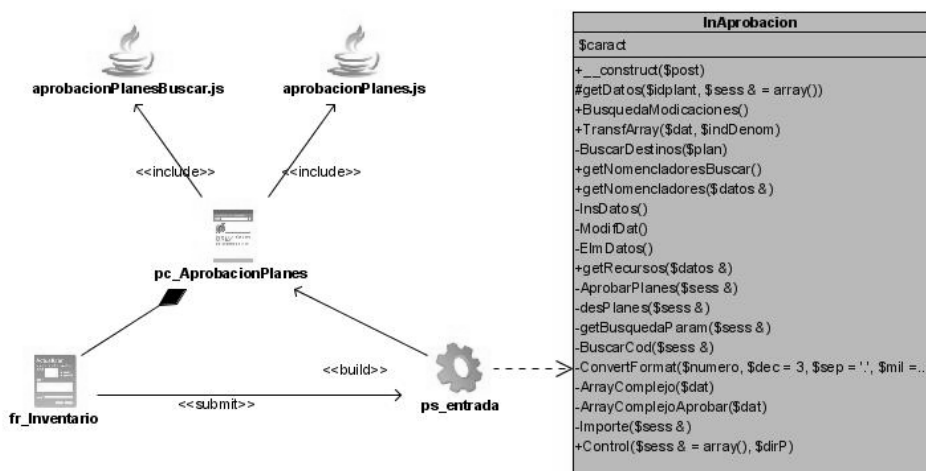 aprobacionPlanesBuscar.js
aprobacionPlanes.js
<<include>>
<<include>>
pc_AprobacionPlanes
<<build>>
<<submit>>
fr_Inventario
ps_entrada
InAprobacion
$caract
+__construct($post)
#getDatos($idplant, $sess & = array())
+BusquedaModicaciones()
+TransfArray($dat, $indDenom)
-BuscarDestinos($plan)
+getNomencladoresBuscar()
+getNomencladores($datos &)
-InsDatos()
-ModifDat()
-ElmDatos()
+getRecursos($datos &)
-AprobarPlanes($sess &)
-desPlanes($sess &)
-getBusquedaParam($sess &)
-BuscarCod($sess &)
-ConvertFormat($numero, $dec = 3, $sep = '.', $mil =...
-ArrayComplejo($dat)
-ArrayComplejoAprobar($dat)
-Importe($sess &)
+Control($sess & = array(), $dirP)